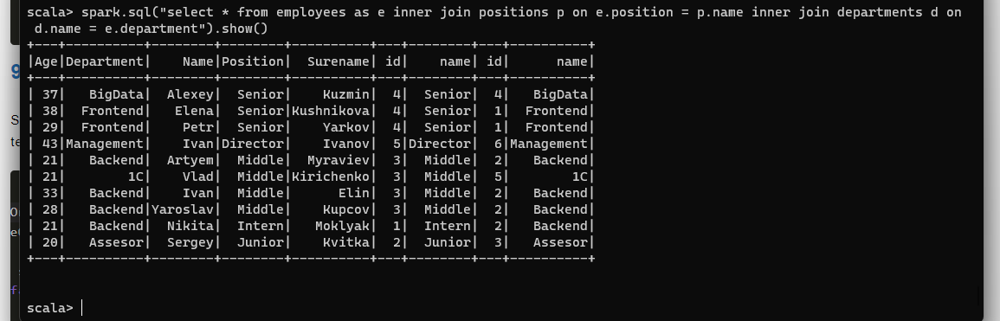 scala> spark.sql("select * from employees as e inner join positions p on e.position = p.name inner join departments d on
 d.name = e.department").show()
+---+----------+--------+--------+----------+---+--------+---+----------+
|Age|Department|    Name|Position|  Surename| id|    name| id|      name|
+---+----------+--------+--------+----------+---+--------+---+----------+
| 37|   BigData|  Alexey|  Senior|    Kuzmin|  4|  Senior|  4|   BigData|
| 38|  Frontend|   Elena|  Senior|Kushnikova|  4|  Senior|  1|  Frontend|
| 29|  Frontend|    Petr|  Senior|    Yarkov|  4|  Senior|  1|  Frontend|
| 43|Management|    Ivan|Director|    Ivanov|  5|Director|  6|Management|
| 21|   Backend|  Artyem|  Middle|  Myraviev|  3|  Middle|  2|   Backend|
| 21|        1C|    Vlad|  Middle|Kirichenko|  3|  Middle|  5|        1C|
| 33|   Backend|    Ivan|  Middle|      Elin|  3|  Middle|  2|   Backend|
| 28|   Backend|Yaroslav|  Middle|    Kupcov|  3|  Middle|  2|   Backend|
| 21|   Backend|  Nikita|  Intern|   Moklyak|  1|  Intern|  2|   Backend|
| 20|  Assesor|  Sergey|  Junior|    Kvitka|  2|  Junior|  3|   Assesor|
+---+----------+--------+--------+----------+---+--------+---+----------+
scala>